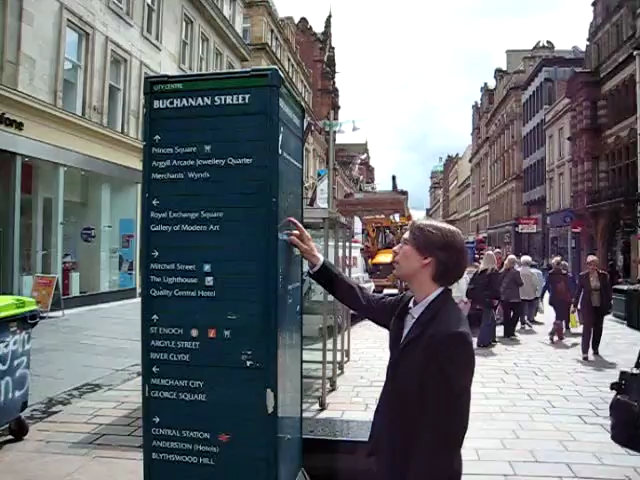 CITY CENTRE
BUCHANAN STREET
↑
Princes Square
Argyll Arcade Jewellery Quarter
Merchants' Wynds
←
Royal Exchange Square
Gallery of Modern Art
→
Mitchell Street
The Lighthouse
Quality Central Hotel
↑
ST ENOCH
ARGYLE STREET
RIVER CLYDE
←
MERCHANT CITY
GEORGE SQUARE
→
CENTRAL STATION
ANDERSTON (Hotels)
BLYTHSWOOD HILL
i